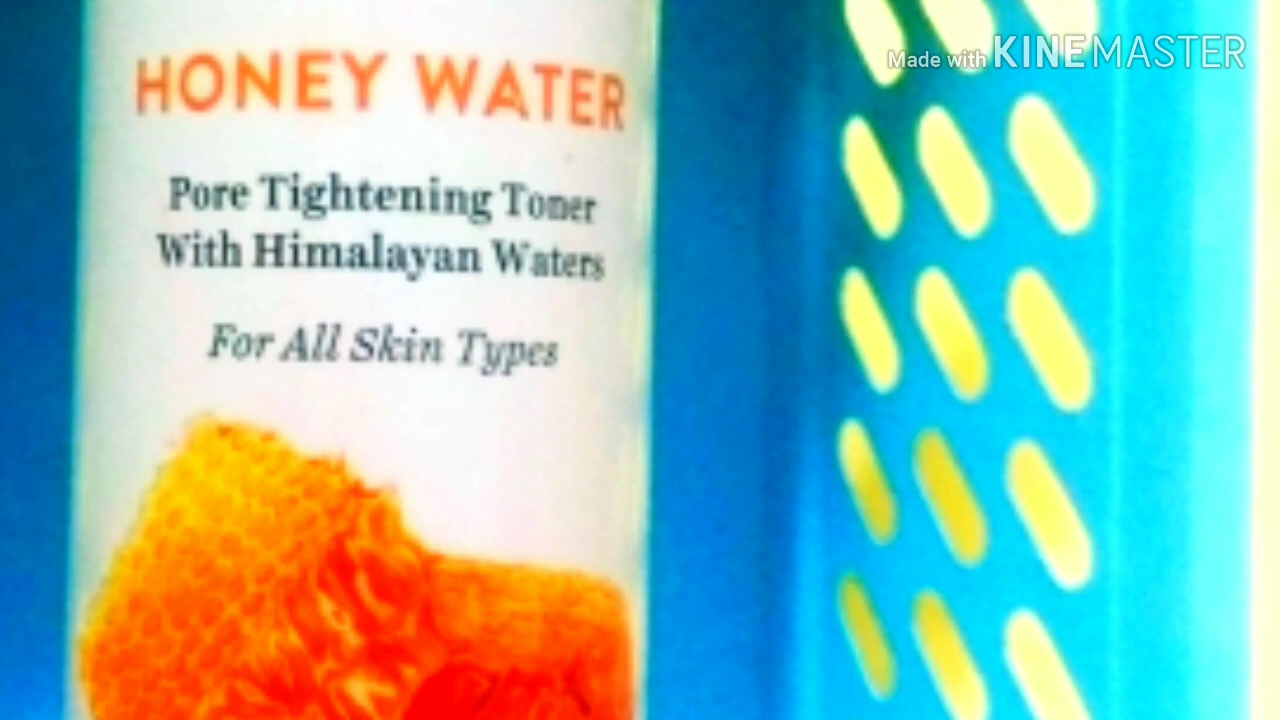 Made with KINEMASTER
HONEY WATER
Pore Tightening Toner
With Himalayan Waters
For All Skin Types